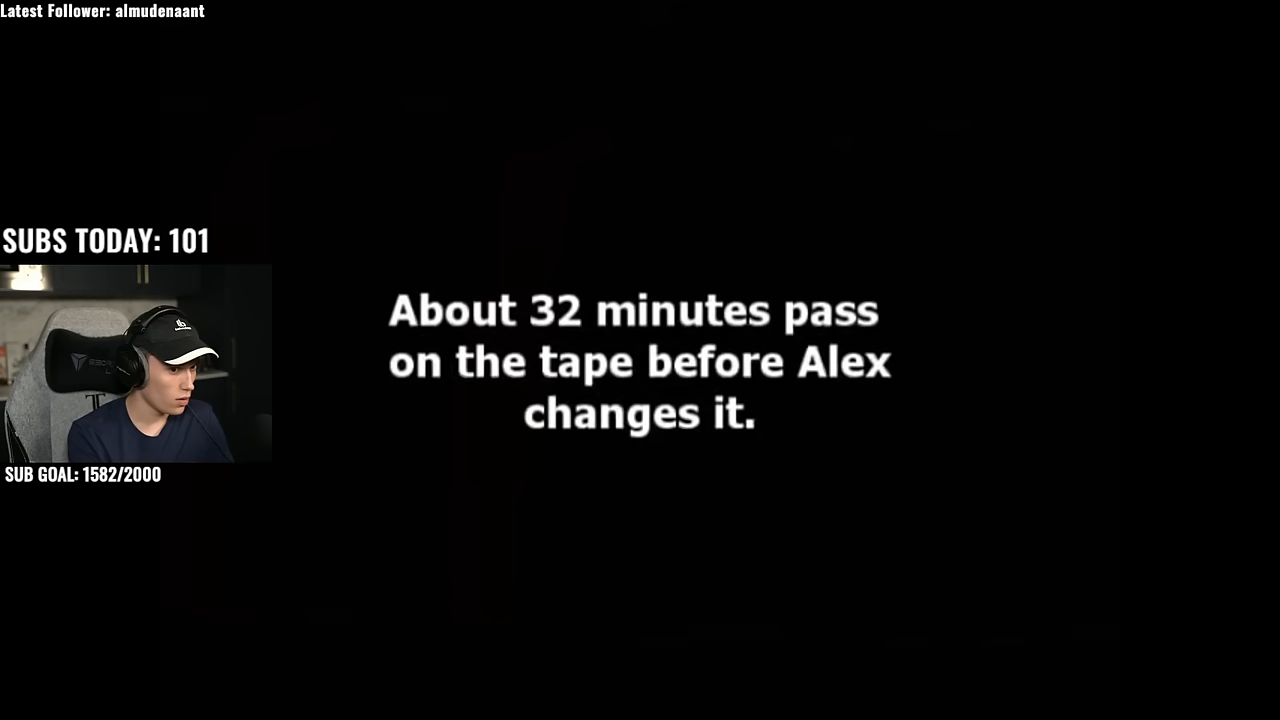 Latest Follower: almudenaant
SUBS TODAY: 101
About 32 minutes pass
on the tape before Alex
changes it.
SUB GOAL: 1582/2000